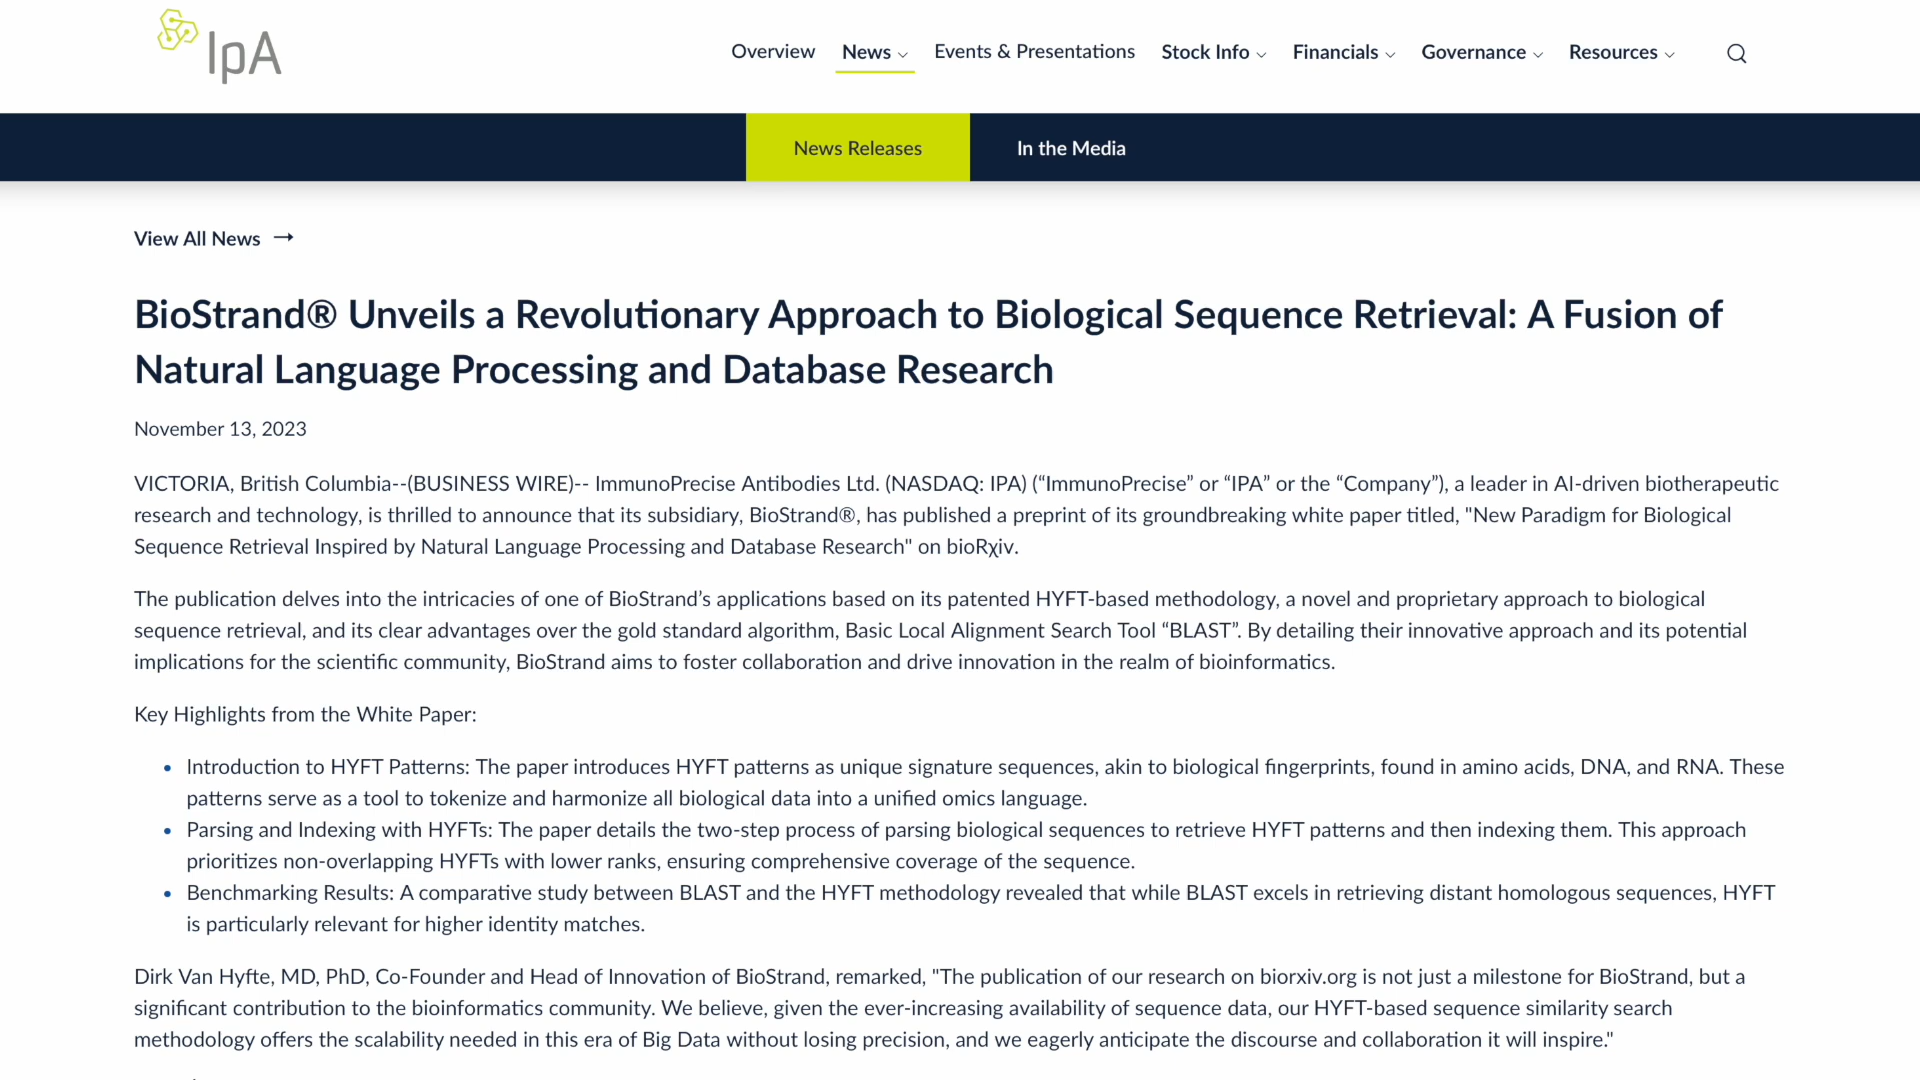 IpA
Overview
News
Events & Presentations
Stock Info
Financials
Governance
Resources
News Releases
In the Media
View All News →
BioStrand® Unveils a Revolutionary Approach to Biological Sequence Retrieval: A Fusion of
Natural Language Processing and Database Research
November 13, 2023
VICTORIA, British Columbia--(BUSINESS WIRE)-- ImmunoPrecise Antibodies Ltd. (NASDAQ: IPA) (“ImmunoPrecise” or “IPA” or the “Company”), a leader in AI-driven biotherapeutic
research and technology, is thrilled to announce that its subsidiary, BioStrand®, has published a preprint of its groundbreaking white paper titled, "New Paradigm for Biological
Sequence Retrieval Inspired by Natural Language Processing and Database Research" on bioRχiv.
The publication delves into the intricacies of one of BioStrand’s applications based on its patented HYFT-based methodology, a novel and proprietary approach to biological
sequence retrieval, and its clear advantages over the gold standard algorithm, Basic Local Alignment Search Tool “BLAST”. By detailing their innovative approach and its potential
implications for the scientific community, BioStrand aims to foster collaboration and drive innovation in the realm of bioinformatics.
Key Highlights from the White Paper:
• Introduction to HYFT Patterns: The paper introduces HYFT patterns as unique signature sequences, akin to biological fingerprints, found in amino acids, DNA, and RNA. These
patterns serve as a tool to tokenize and harmonize all biological data into a unified omics language.
• Parsing and Indexing with HYFTs: The paper details the two-step process of parsing biological sequences to retrieve HYFT patterns and then indexing them. This approach
prioritizes non-overlapping HYFTs with lower ranks, ensuring comprehensive coverage of the sequence.
• Benchmarking Results: A comparative study between BLAST and the HYFT methodology revealed that while BLAST excels in retrieving distant homologous sequences, HYFT
is particularly relevant for higher identity matches.
Dirk Van Hyfte, MD, PhD, Co-Founder and Head of Innovation of BioStrand, remarked, "The publication of our research on biorxiv.org is not just a milestone for BioStrand, but a
significant contribution to the bioinformatics community. We believe, given the ever-increasing availability of sequence data, our HYFT-based sequence similarity search
methodology offers the scalability needed in this era of Big Data without losing precision, and we eagerly anticipate the discourse and collaboration it will inspire."